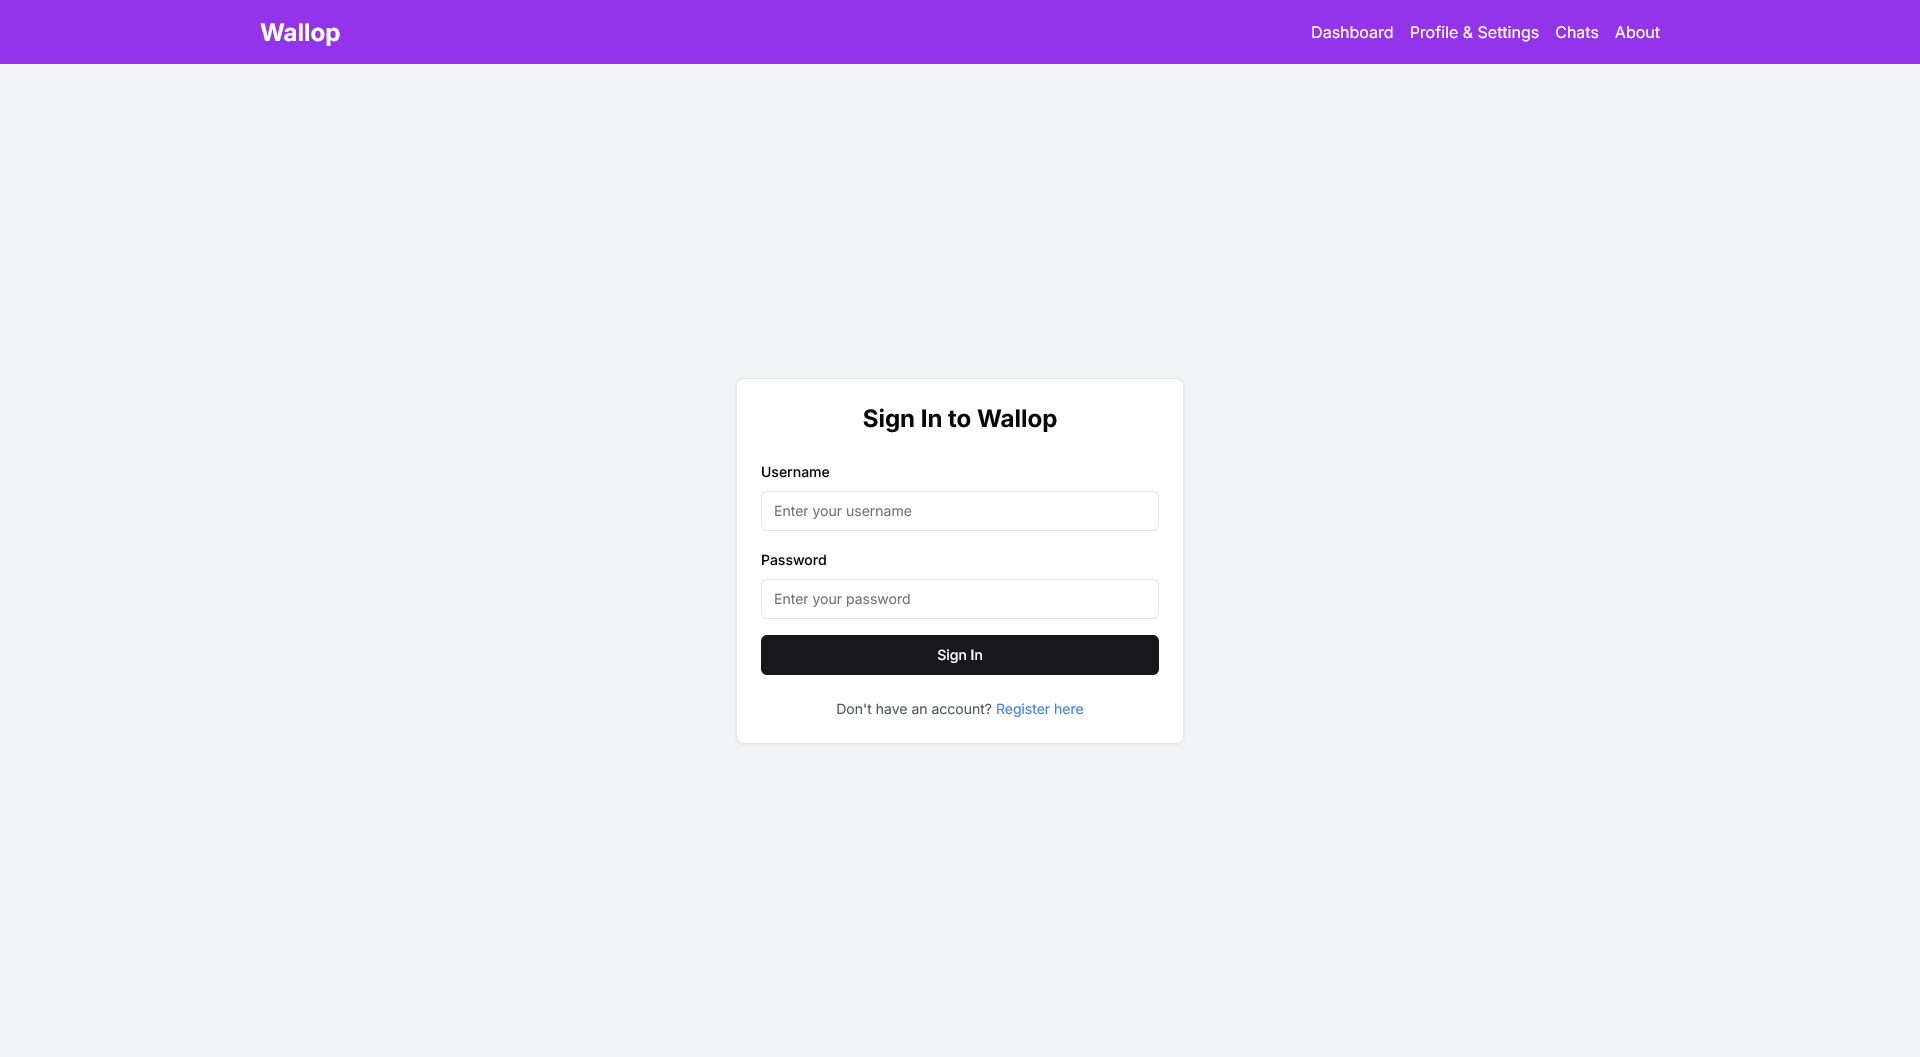 Wallop
Dashboard Profile & Settings Chats About
Sign In to Wallop
Username
Enter your username
Password
Enter your password
Sign In
Don't have an account? Register here